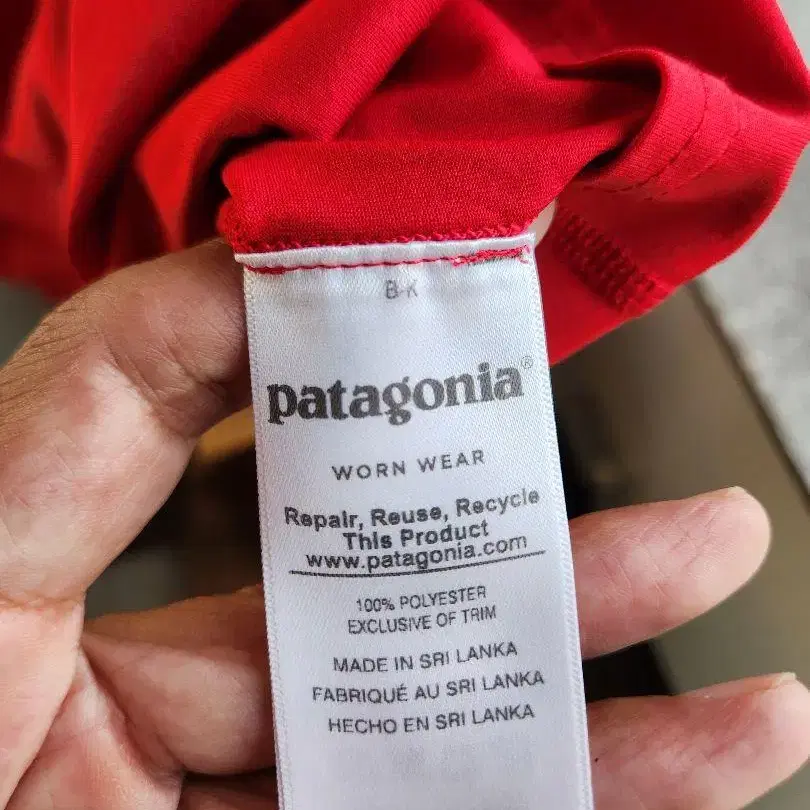 B-K
patagonia®
WORN WEAR
Repair, Reuse, Recycle
This Product
www.patagonia.com
100% POLYESTER
EXCLUSIVE OF TRIM
MADE IN SRI LANKA
FABRIQUÉ AU SRI LANKA
HECHO EN SRI LANKA